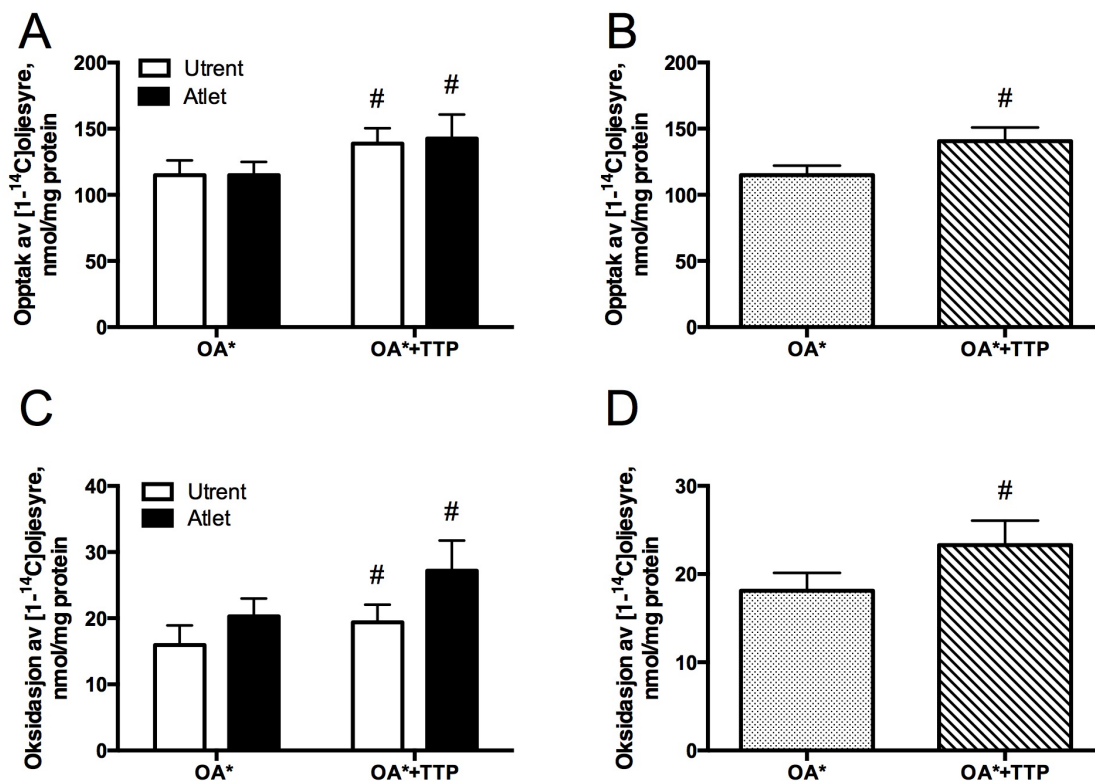 A
Opptak av [1-¹⁴C]oljesyre,
nmol/mg protein
200
150
100
50
0
Utrent
Atlet
#
#
OA*
OA*+TTP
B
Opptak av [1-¹⁴C]oljesyre,
nmol/mg protein
200
150
100
50
0
#
OA*
OA*+TTP
C
Oksidasjon av [1-¹⁴C]oljesyre,
nmol/mg protein
40
30
20
10
0
Utrent
Atlet
#
#
OA*
OA*+TTP
D
Oksidasjon av [1-¹⁴C]oljesyre,
nmol/mg protein
30
20
10
0
#
OA*
OA*+TTP